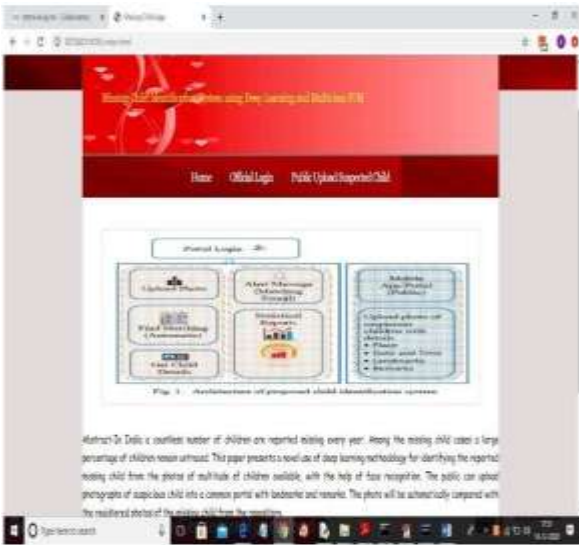 Missing Child Identification System using Deep Learning and Multiclass SVM
Home Official Login Public Upload Suspected Child
Portal Login
Upload Photo
Alert Message
(Matching
Found)
Mobile
App/Portal
(Public)
Find Matching
(Automatic)
Statistical
Reports
Upload photo of
suspicious
children with
details
• Place
• Date and Time
• Landmarks
• Remarks
Get Child
Details
Fig. 1. Architecture of proposed child identification system
Abstract-In India a countless number of children are reported missing every year. Among the missing child cases a large
percentage of children remain untraced. This paper presents a novel use of deep learning methodology for identifying the reported
missing child from the photos of multitude of children available, with the help of face recognition. The public can upload
photographs of suspicious child into a common portal with landmarks and remarks. The photo will be automatically compared with
the registered photos of the missing child from the repository.
Type here to search